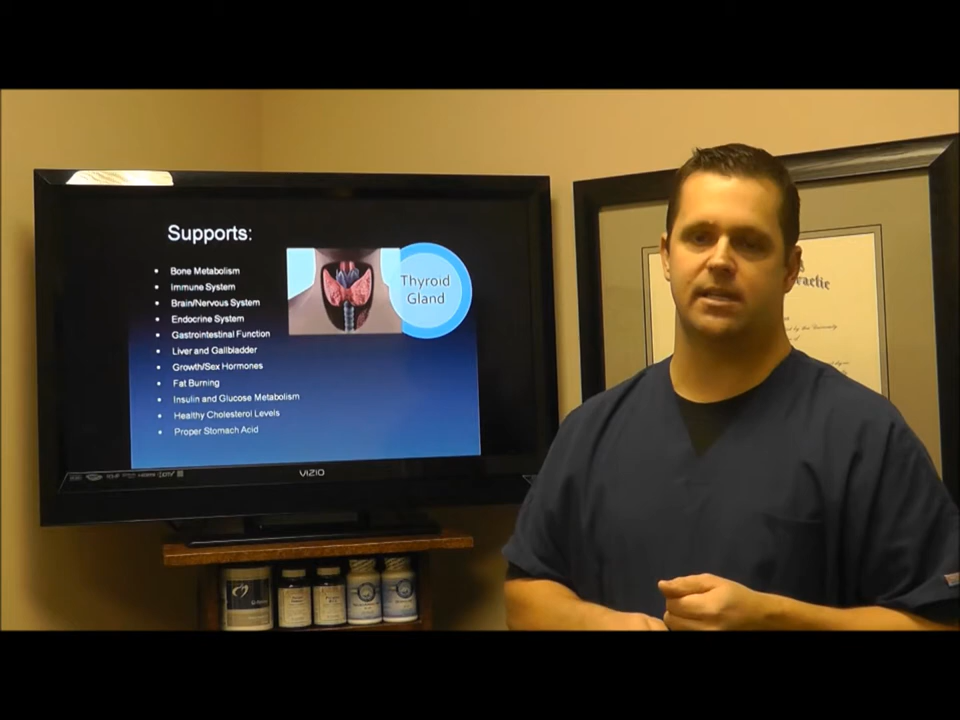 Supports:
Bone Metabolism
Immune System
Brain/Nervous System
Endocrine System
Gastrointestinal Function
Liver and Gallbladder
Growth/Sex Hormones
Fat Burning
Insulin and Glucose Metabolism
Healthy Cholesterol Levels
Proper Stomach Acid
Thyroid
Gland
VIZIO